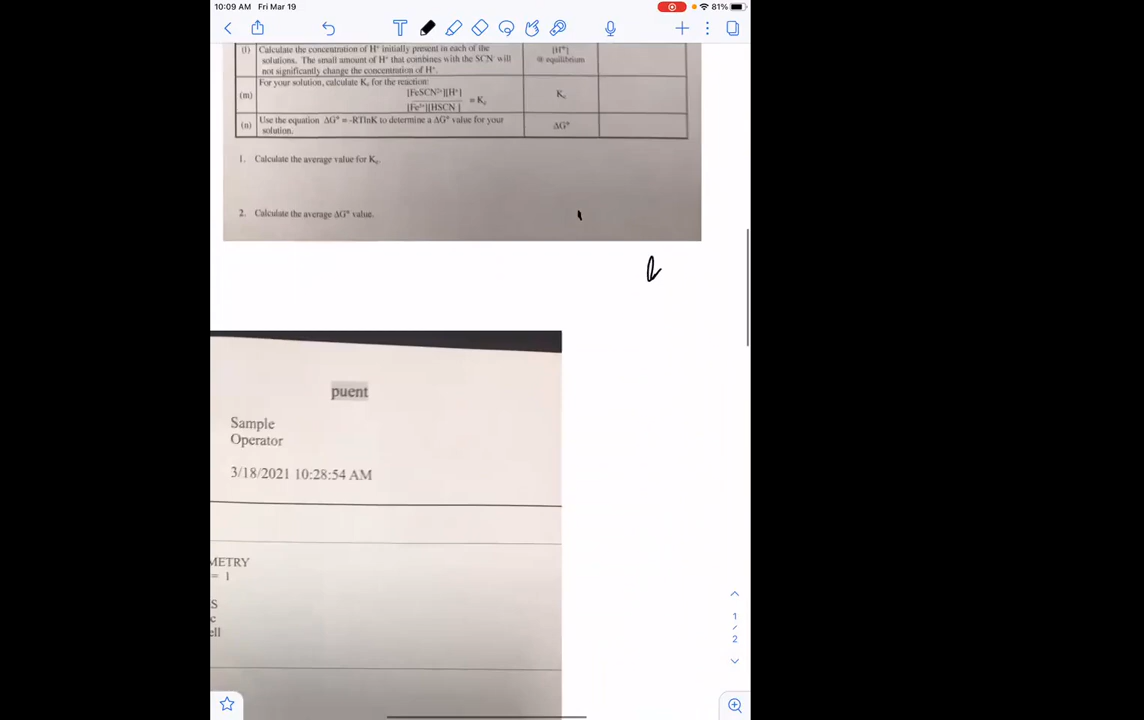 10:09 AM Fri Mar 19
81%
(l) Calculate the concentration of H⁺ initially present in each of the
solutions. The small amount of H⁺ that combines with the SCN will
not significantly change the concentration of H⁺.
[H⁺]
@ equilibrium
(m) For your solution, calculate Kc for the reaction:
[FeSCN²⁺][H⁺]
[Fe³⁺][HSCN] = Kc
Kc
(n) Use the equation ΔG° = -RTlnK to determine a ΔG° value for your
solution.
ΔG°
1. Calculate the average value for Kc.
2. Calculate the average ΔG° value.
puent
Sample
Operator
3/18/2021 10:28:54 AM
METRY
= 1
S
c
ell
1
/
2